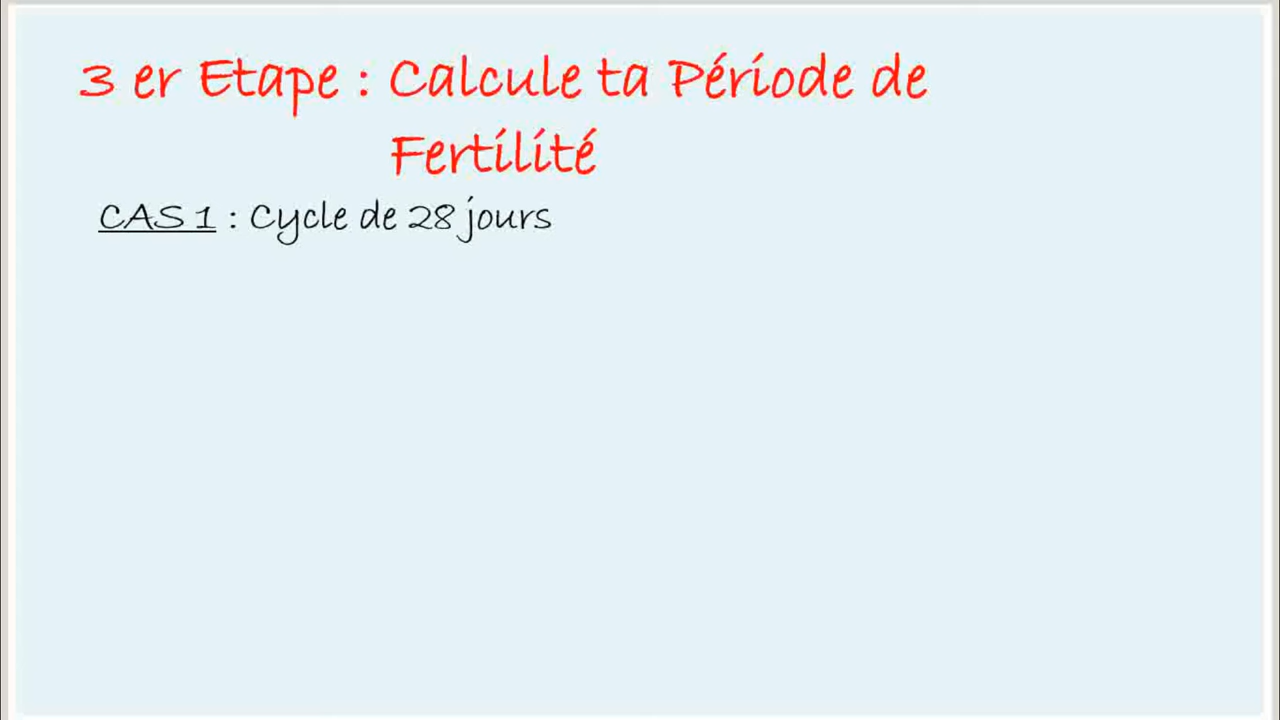 3 er Etape : Calcule ta Période de
Fertilité
CAS 1 : Cycle de 28 jours